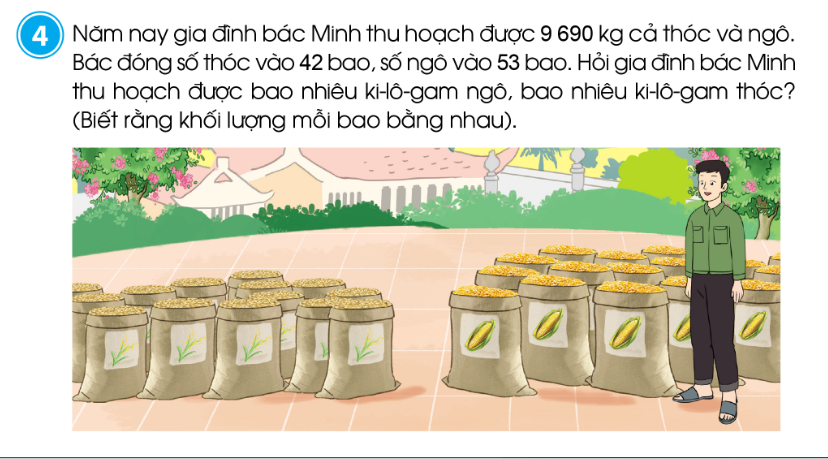 4 Năm nay gia đình bác Minh thu hoạch được 9 690 kg cả thóc và ngô.
Bác đóng số thóc vào 42 bao, số ngô vào 53 bao. Hỏi gia đình bác Minh
thu hoạch được bao nhiêu ki-lô-gam ngô, bao nhiêu ki-lô-gam thóc?
(Biết rằng khối lượng mỗi bao bằng nhau).